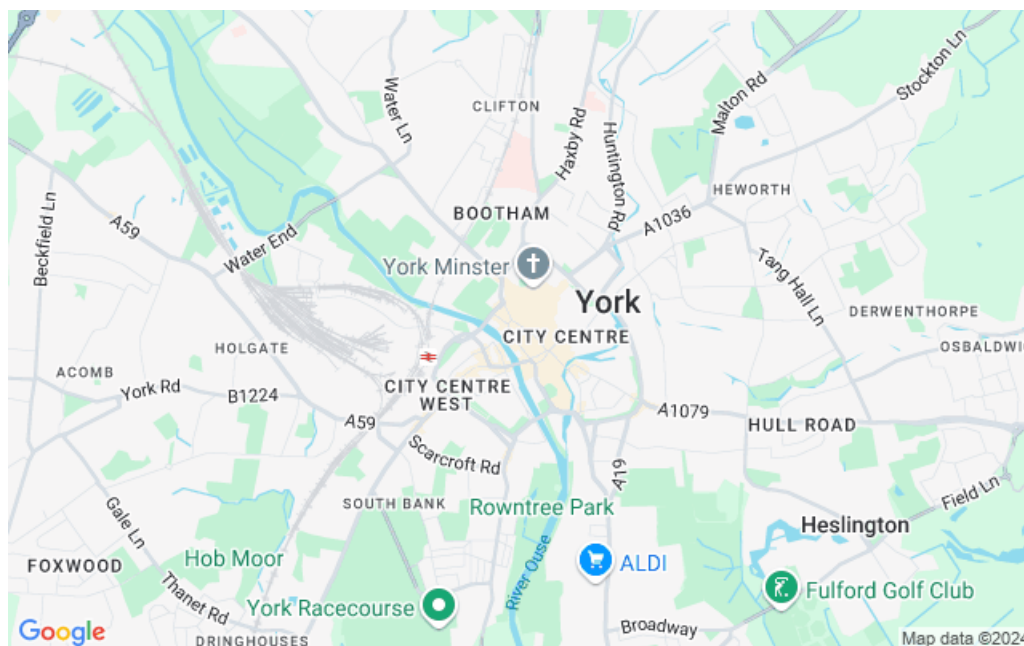 Stockton Ln
Malton Rd
Water Ln
CLIFTON
Haxby Rd
Huntington Rd
HEWORTH
Beckfield Ln
A59
BOOTHAM
A1036
Water End
York Minster
Tang Hall Ln
York
DERWENTHORPE
CITY CENTRE
HOLGATE
OSBALDWI
ACOMB
York Rd
B1224
CITY CENTRE
WEST
A59
A1079
HULL ROAD
Scarcroft Rd
A19
Field Ln
SOUTH BANK
Rowntree Park
Gale Ln
Heslington
Hob Moor
FOXWOOD
River Ouse
ALDI
Thanet Rd
York Racecourse
Fulford Golf Club
Google
DRINGHOUSES
Broadway
Map data ©2024